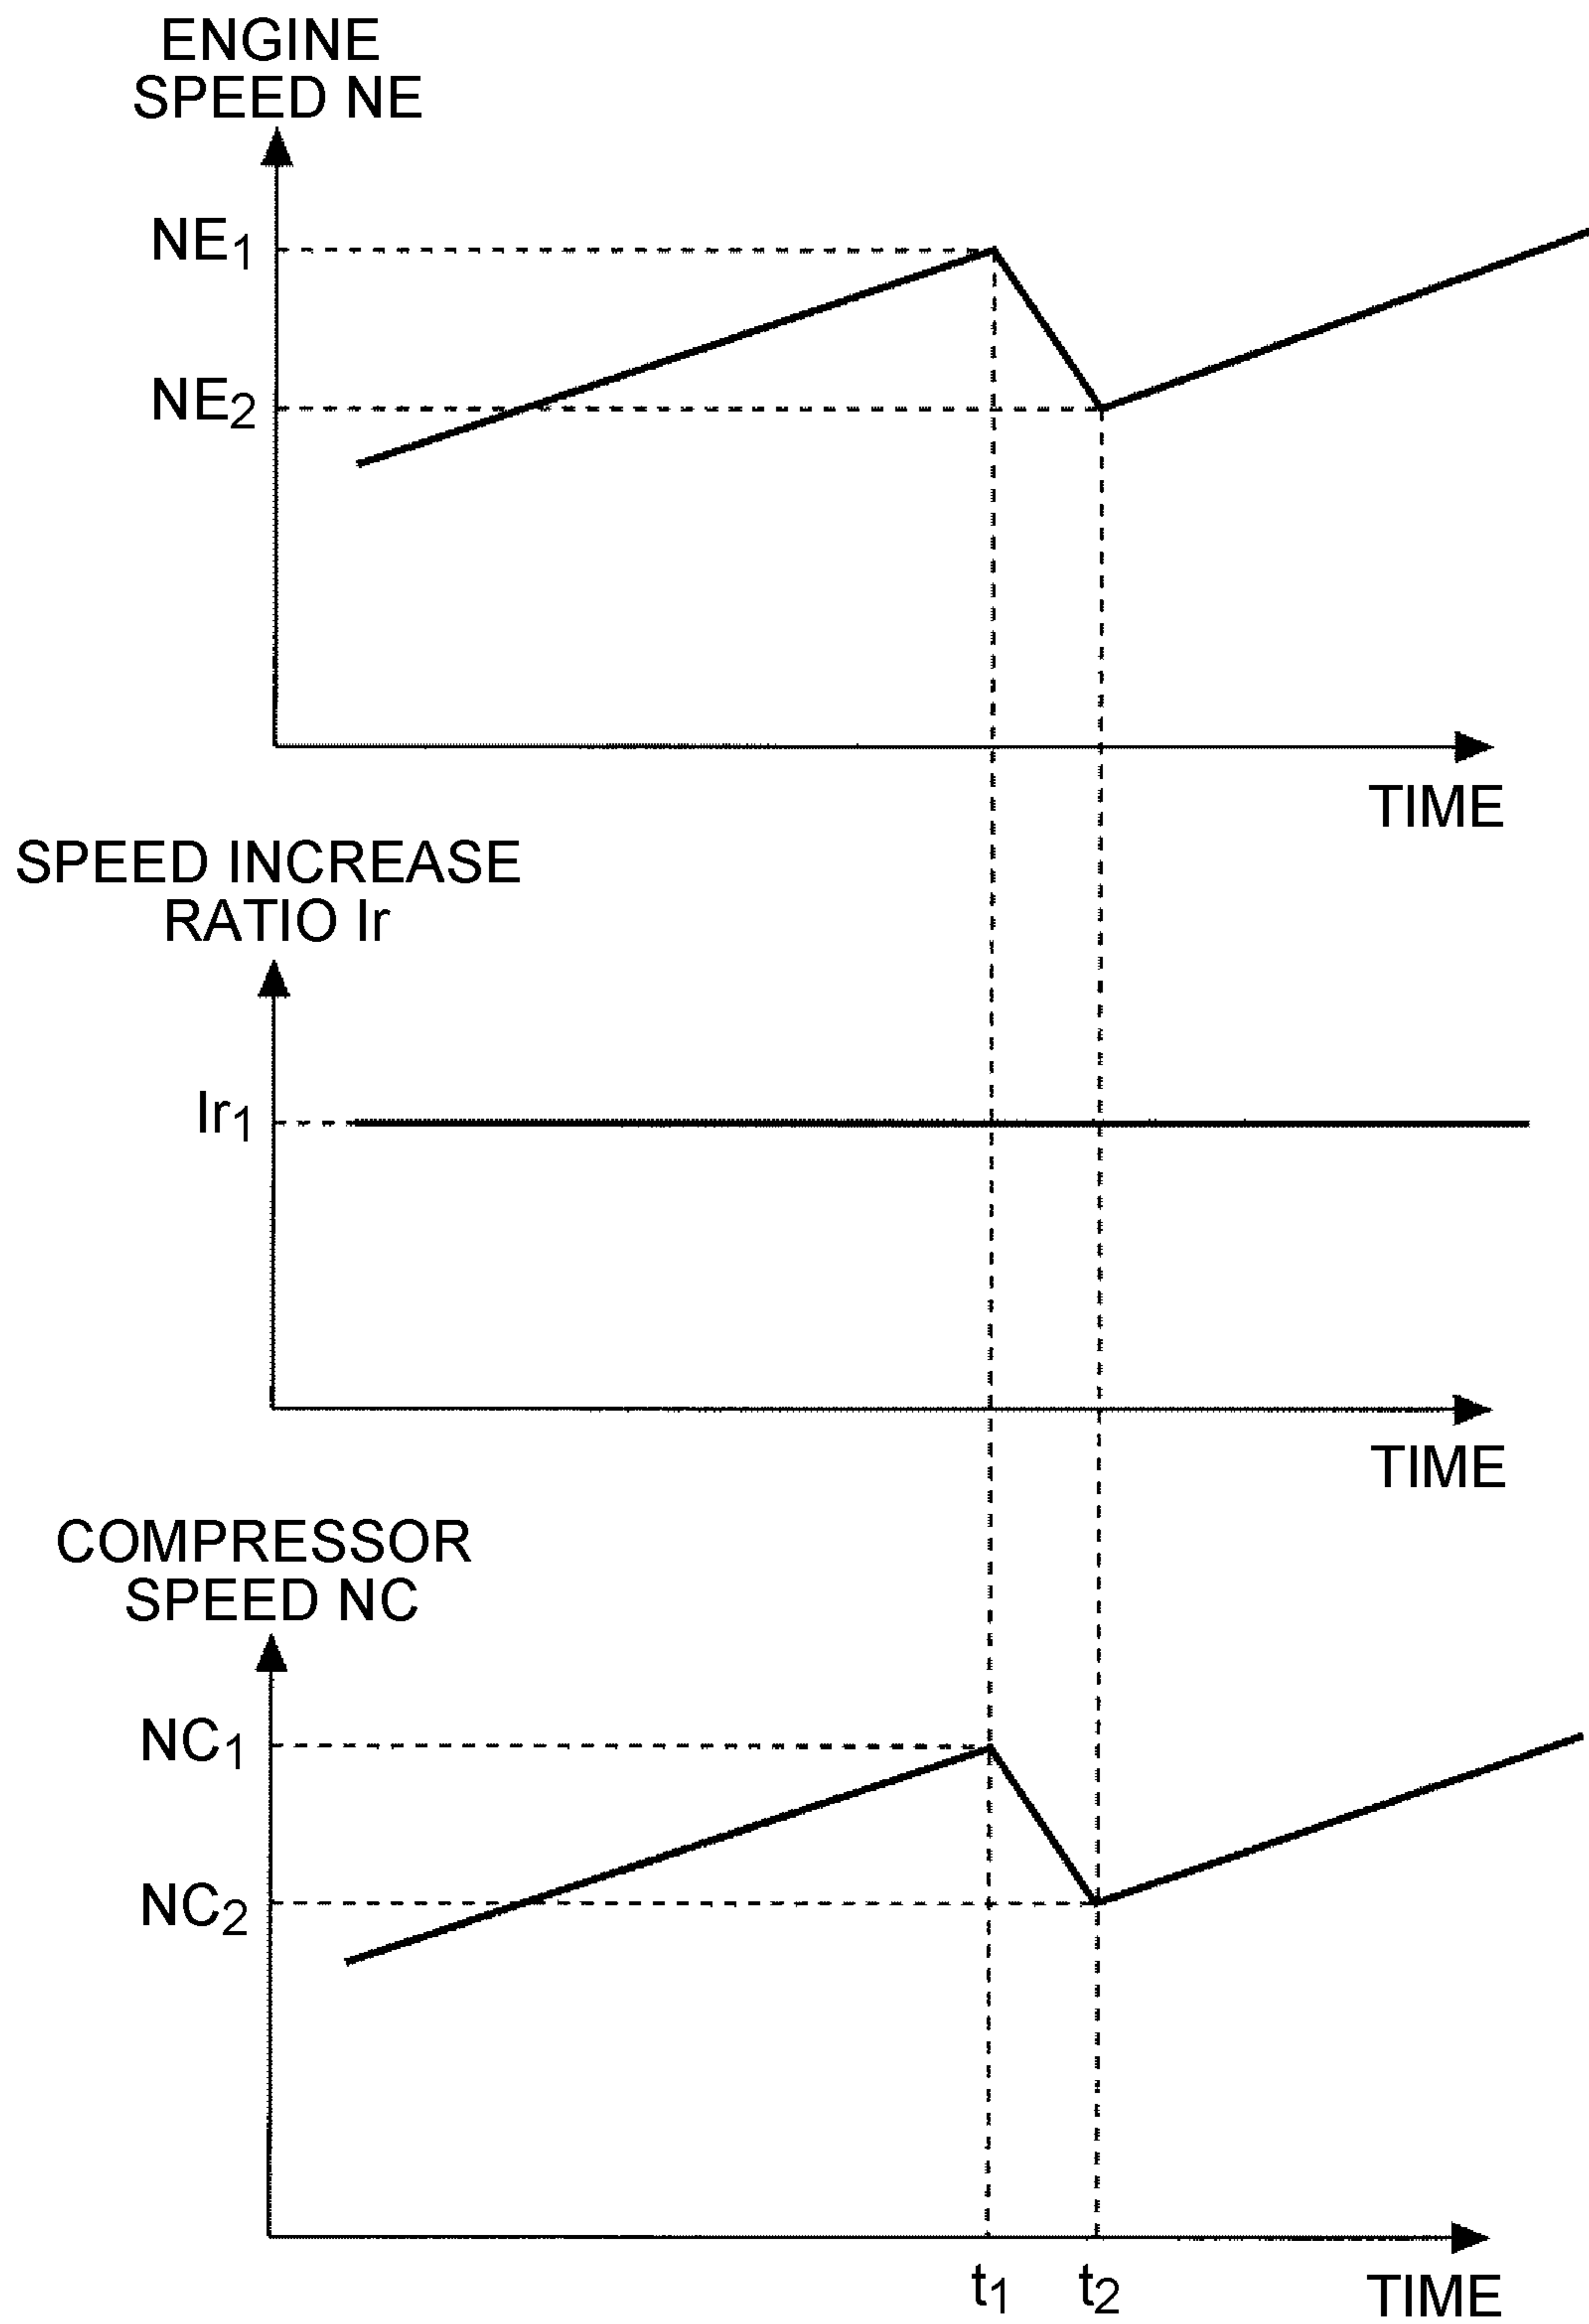 ENGINE
SPEED NE
NE1
NE2
TIME
SPEED INCREASE
RATIO Ir
Ir1
TIME
COMPRESSOR
SPEED NC
NC1
NC2
t1 t2 TIME